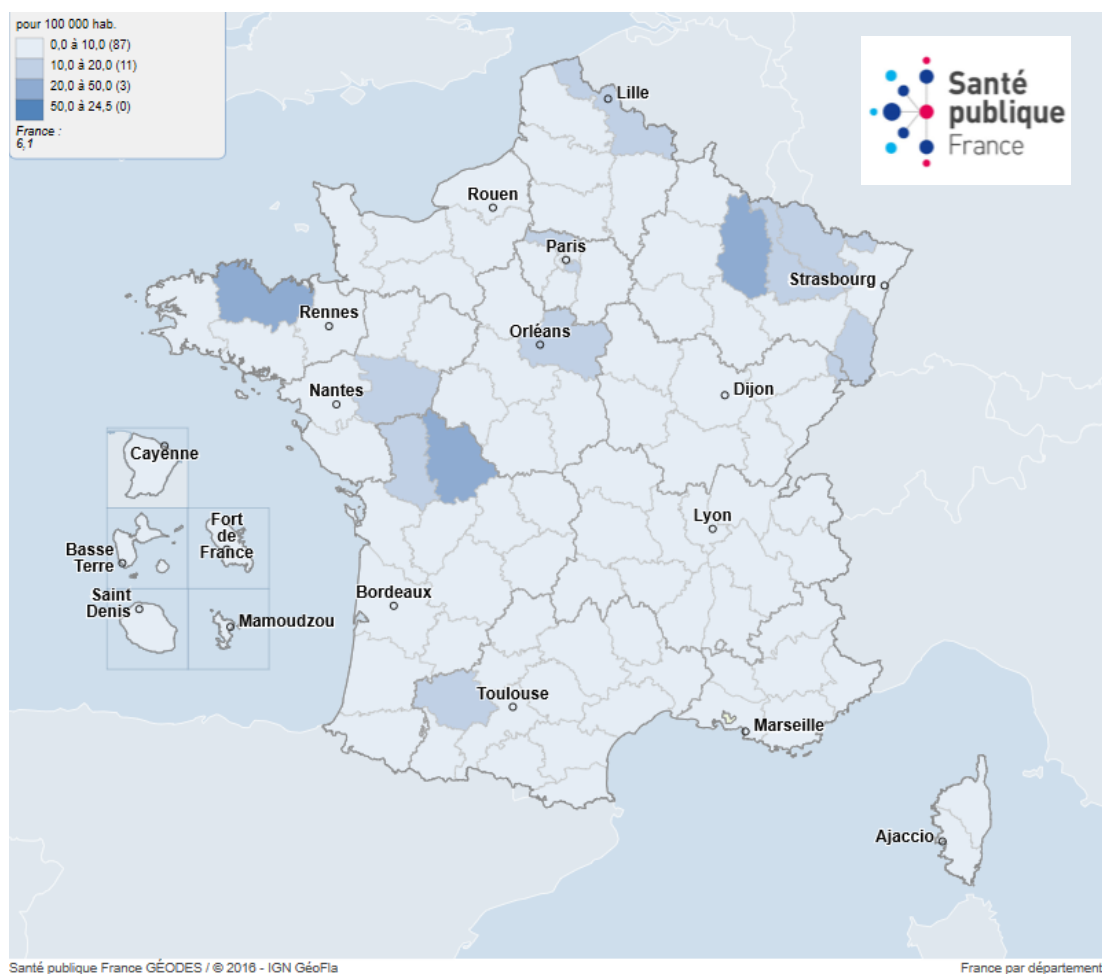 pour 100 000 hab.
0,0 à 10,0 (87)
10,0 à 20,0 (11)
20,0 à 50,0 (3)
50,0 à 24,5 (0)
France :
6,1
Santé
publique
France
Lille
Rouen
Paris
Strasbourg
Rennes
Orléans
Nantes
Dijon
Cayenne
Lyon
Fort
de
France
Basse
Terre
Saint
Denis
Bordeaux
Mamoudzou
Toulouse
Marseille
Ajaccio
Santé publique France GÉODES / © 2016 - IGN GéoFla
France par département